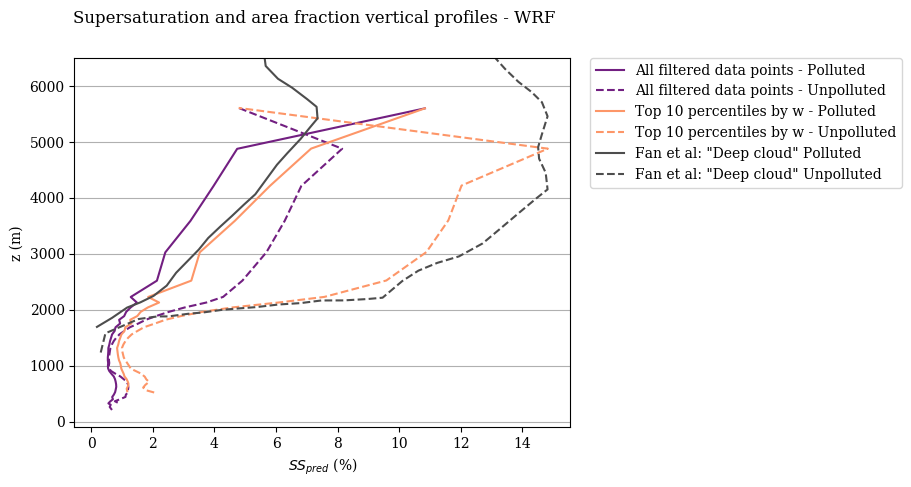 Supersaturation and area fraction vertical profiles - WRF
6000
5000
4000
3000
2000
1000
0
z (m)
0 2 4 6 8 10 12 14
SS_pred (%)
All filtered data points - Polluted
All filtered data points - Unpolluted
Top 10 percentiles by w - Polluted
Top 10 percentiles by w - Unpolluted
Fan et al: "Deep cloud" Polluted
Fan et al: "Deep cloud" Unpolluted